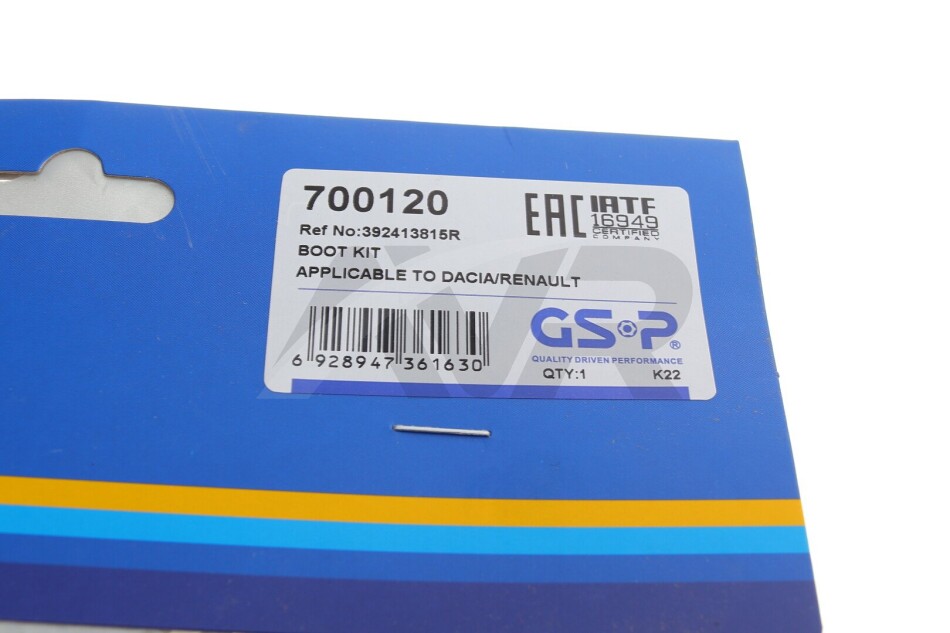 700120
EAC
IATF
16949
CERTIFIED
COMPANY
Ref No:392413815R
BOOT KIT
APPLICABLE TO DACIA/RENAULT
6 928947 361630
GSP®
QUALITY DRIVEN PERFORMANCE
QTY:1 K22
AVR